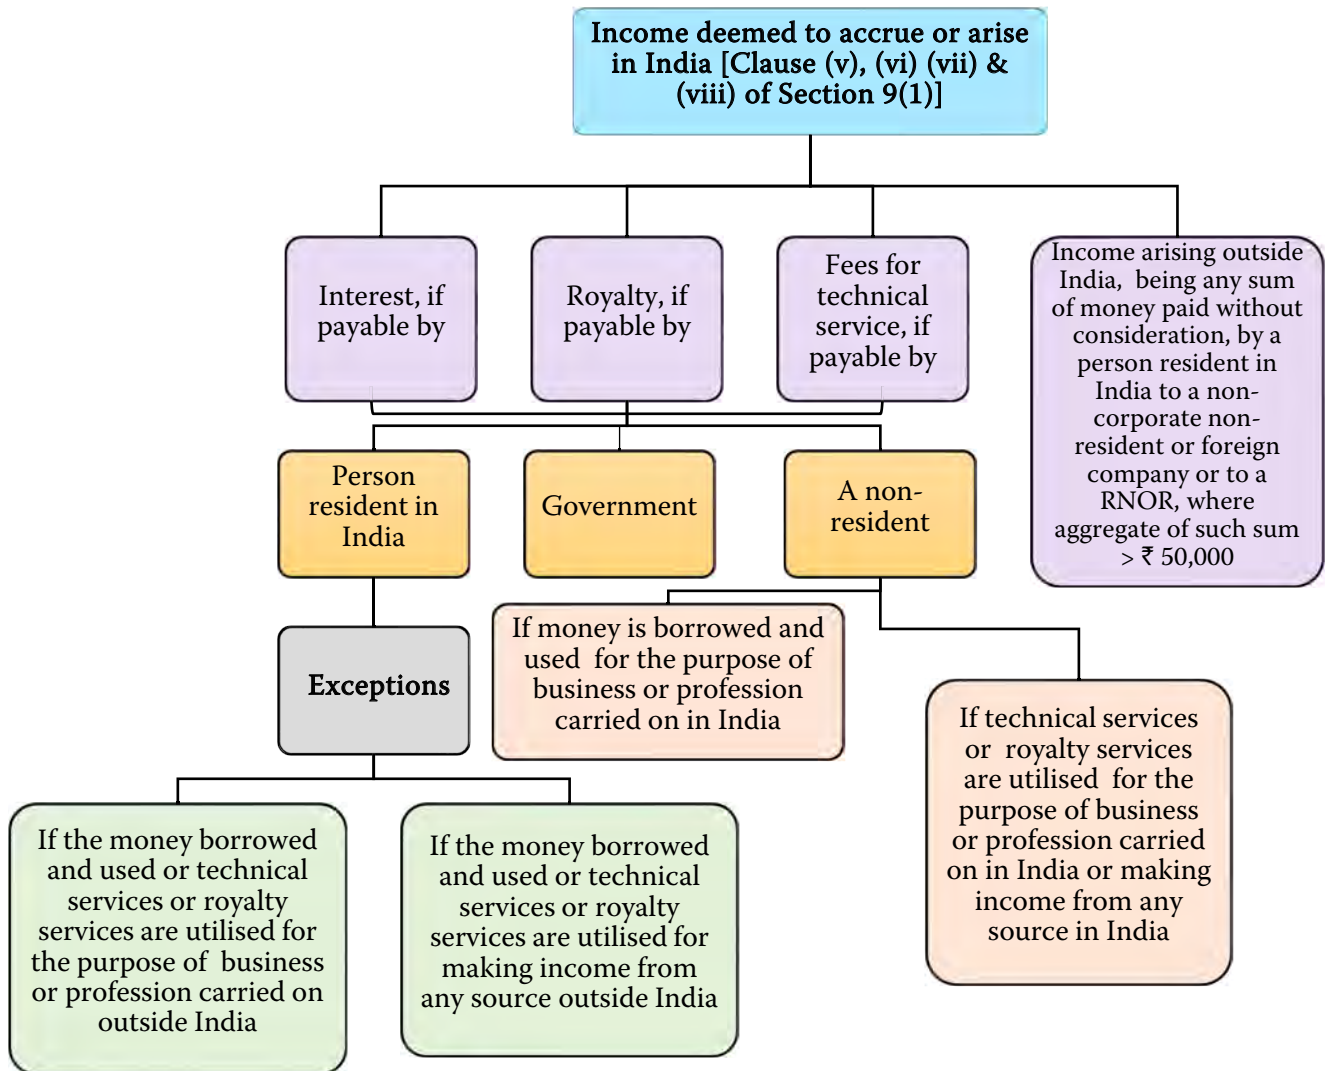 Income deemed to accrue or arise
in India [Clause (v), (vi) (vii) &
(viii) of Section 9(1)]
Interest, if
payable by
Royalty, if
payable by
Fees for
technical
service, if
payable by
Income arising outside
India, being any sum
of money paid without
consideration, by a
person resident in
India to a non-
corporate non-
resident or foreign
company or to a
RNOR, where
aggregate of such sum
> ₹ 50,000
Person
resident in
India
Government
A non-
resident
Exceptions
If money is borrowed and
used for the purpose of
business or profession
carried on in India
If technical services
or royalty services
are utilised for the
purpose of business
or profession carried
on in India or making
income from any
source in India
If the money borrowed
and used or technical
services or royalty
services are utilised for
the purpose of business
or profession carried on
outside India
If the money borrowed
and used or technical
services or royalty
services are utilised for
making income from
any source outside India